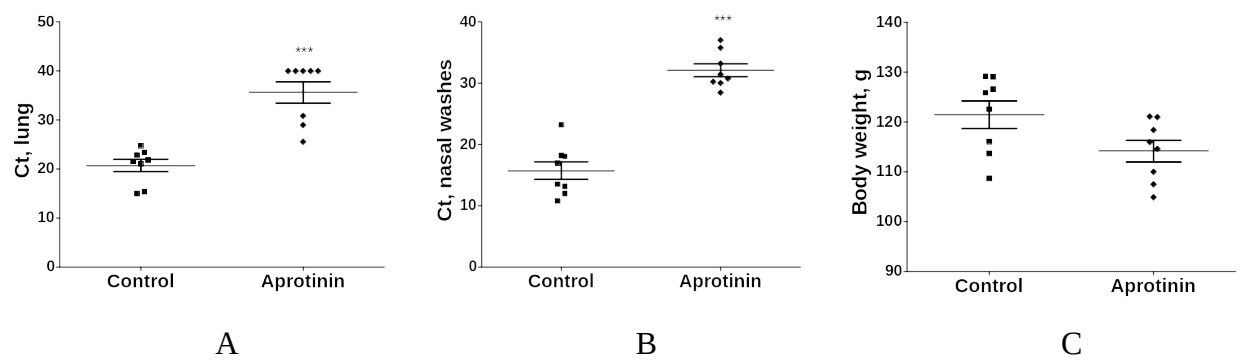 50
40
30
20
10
0
Ct, lung
***
Control
Aprotinin
A
40
30
20
10
0
Ct, nasal washes
***
Control
Aprotinin
B
140
130
120
110
100
90
Body weight, g
Control
Aprotinin
C